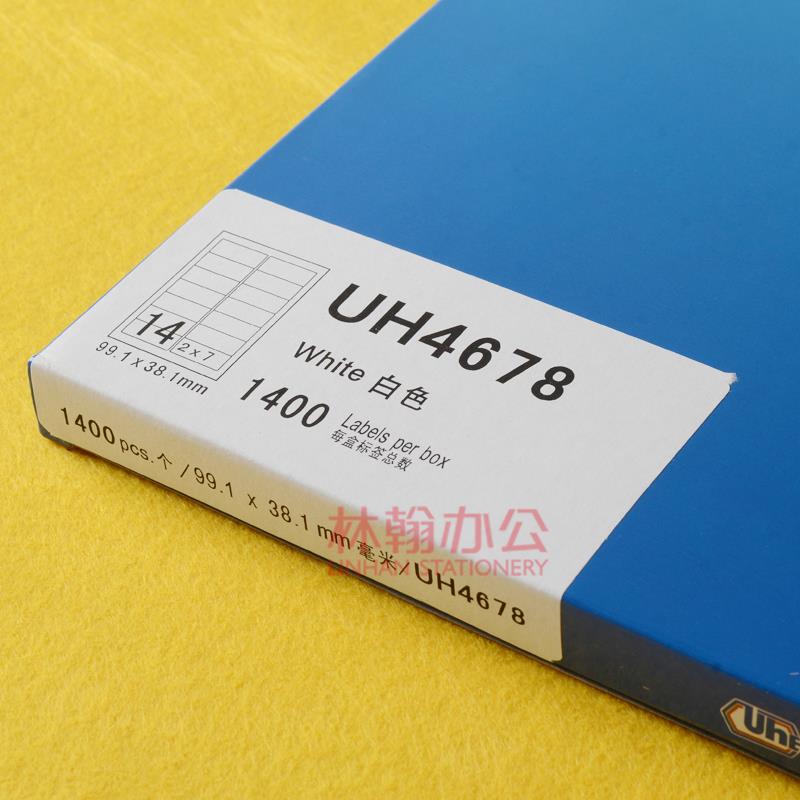 UH4678
White 白色
1400 Labels per box
每盒标签总数
14
2 x 7
99.1 x 38.1mm
1400 pcs.个 / 99.1 x 38.1 mm 毫米/ UH4678
林翰办公
LINHAN STATIONERY